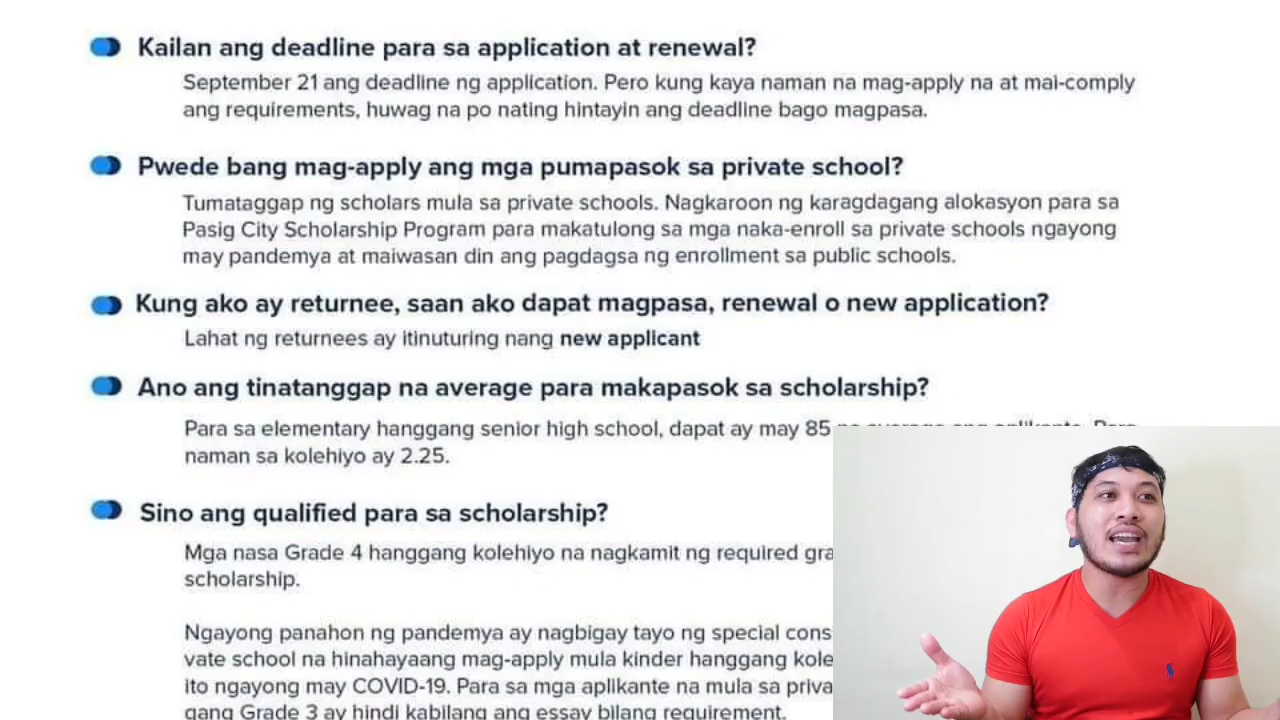 Kailan ang deadline para sa application at renewal?
September 21 ang deadline ng application. Pero kung kaya naman na mag-apply na at mai-comply
ang requirements, huwag na po nating hintayin ang deadline bago magpasa.
Pwede bang mag-apply ang mga pumapasok sa private school?
Tumataggap ng scholars mula sa private schools. Nagkaroon ng karagdagang alokasyon para sa
Pasig City Scholarship Program para makatulong sa mga naka-enroll sa private schools ngayong
may pandemya at maiwasan din ang pagdagsa ng enrollment sa public schools.
Kung ako ay returnee, saan ako dapat magpasa, renewal o new application?
Lahat ng returnees ay itinuturing nang new applicant
Ano ang tinatanggap na average para makapasok sa scholarship?
Para sa elementary hanggang senior high school, dapat ay may 85
naman sa kolehiyo ay 2.25.
Sino ang qualified para sa scholarship?
Mga nasa Grade 4 hanggang kolehiyo na nagkamit ng required gra
scholarship.
Ngayong panahon ng pandemya ay nagbigay tayo ng special cons
vate school na hinahayaang mag-apply mula kinder hanggang kole
ito ngayong may COVID-19. Para sa mga aplikante na mula sa priva
gang Grade 3 ay hindi kabilang ang essay bilang requirement.